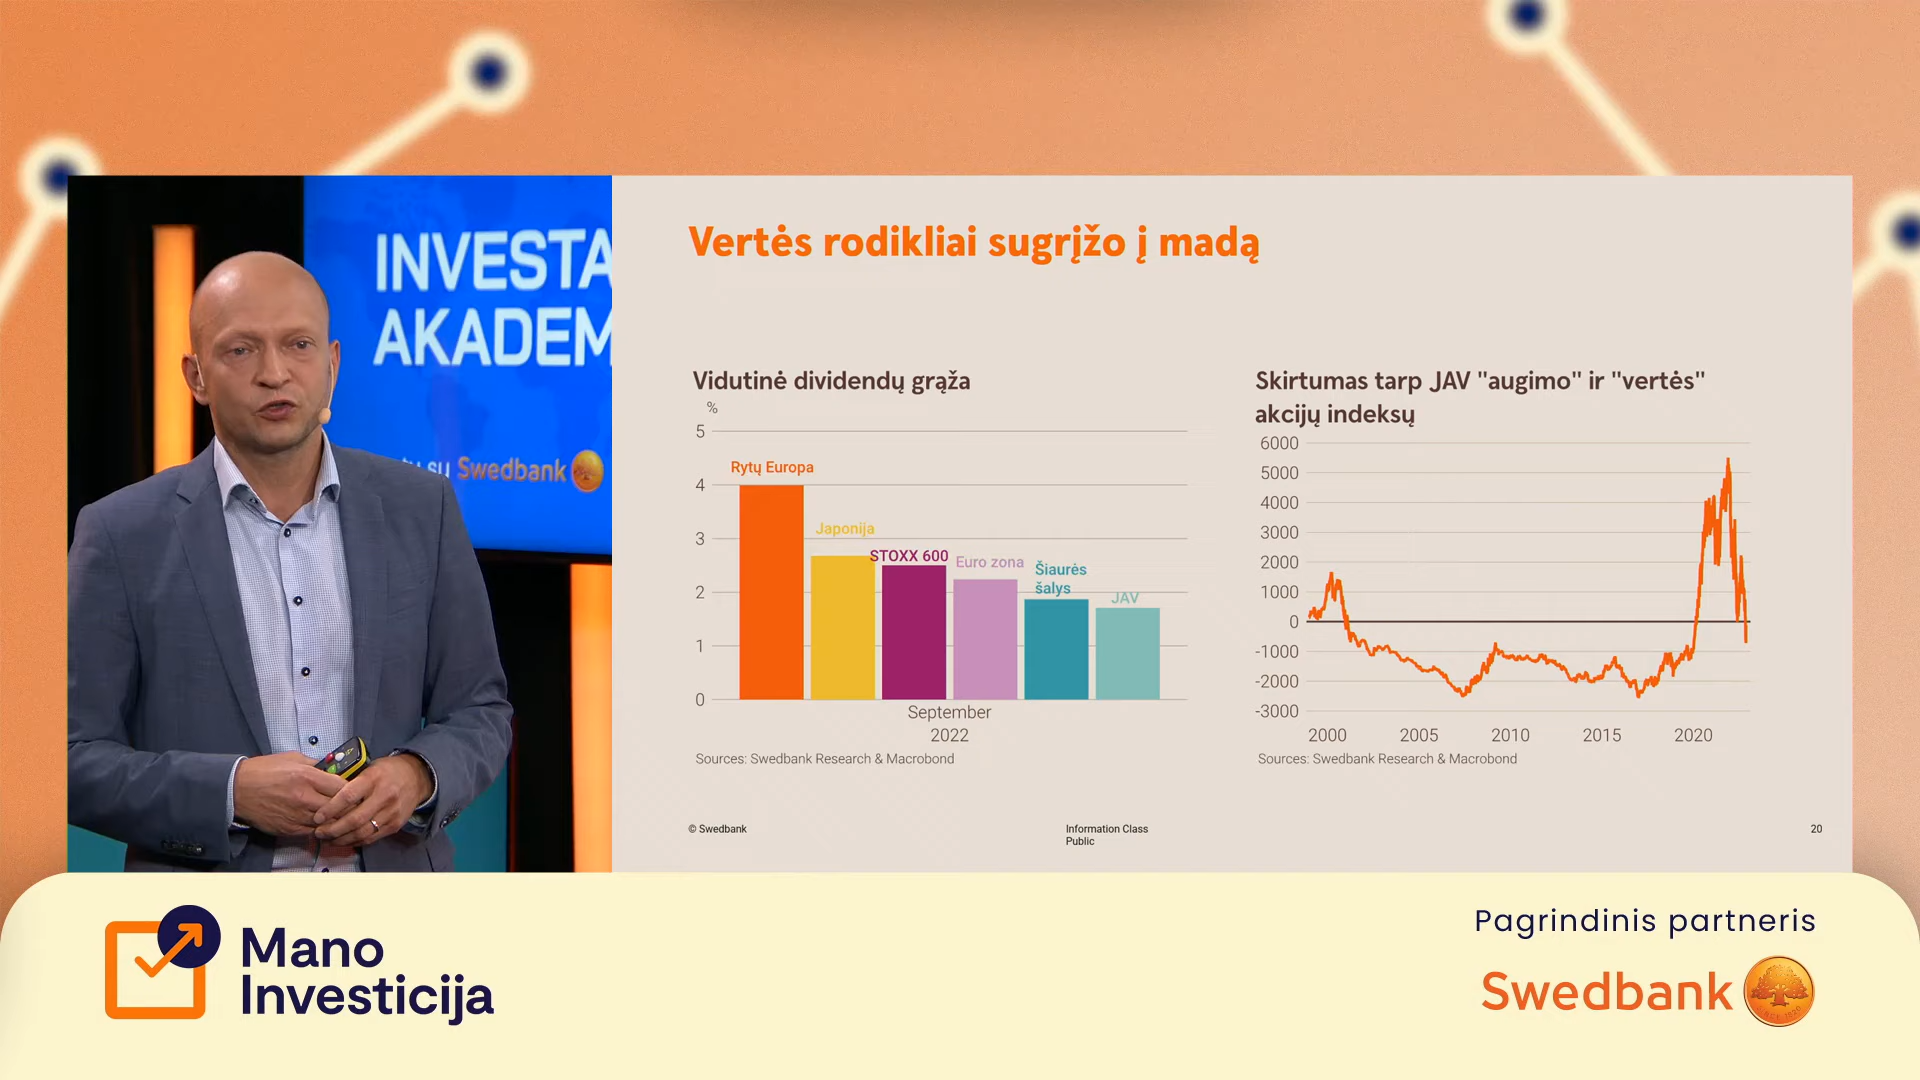 INVESTA
AKADEM
su Swedbank
Vertės rodikliai sugrįžo į madą
Vidutinė dividendų grąža
%
5
4
3
2
1
0
Rytų Europa
Japonija
STOXX 600
Euro zona
Šiaurės
šalys
JAV
September
2022
Sources: Swedbank Research & Macrobond
Skirtumas tarp JAV "augimo" ir "vertės"
akcijų indeksų
6000
5000
4000
3000
2000
1000
0
-1000
-2000
-3000
2000 2005 2010 2015 2020
Sources: Swedbank Research & Macrobond
© Swedbank
Information Class
Public
20
Mano
Investicija
Pagrindinis partneris
Swedbank